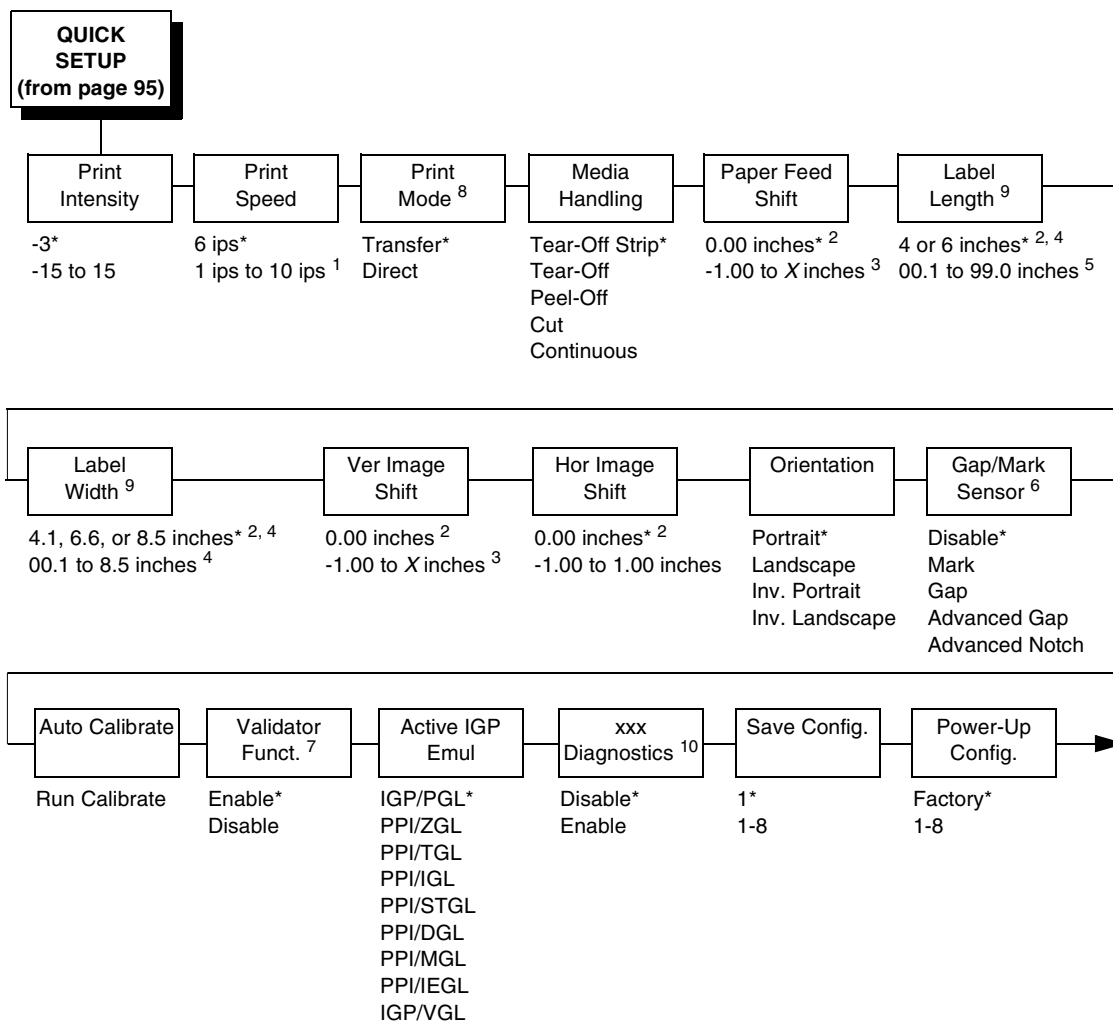 QUICK
SETUP
(from page 95)
Print
Intensity
-3*
-15 to 15
Print
Speed
6 ips*
1 ips to 10 ips 1
Print
Mode 8
Transfer*
Direct
Media
Handling
Tear-Off Strip*
Tear-Off
Peel-Off
Cut
Continuous
Paper Feed
Shift
0.00 inches* 2
-1.00 to X inches 3
Label
Length 9
4 or 6 inches* 2, 4
00.1 to 99.0 inches 5
Label
Width 9
4.1, 6.6, or 8.5 inches* 2, 4
00.1 to 8.5 inches 4
Ver Image
Shift
0.00 inches 2
-1.00 to X inches 3
Hor Image
Shift
0.00 inches* 2
-1.00 to 1.00 inches
Orientation
Portrait*
Landscape
Inv. Portrait
Inv. Landscape
Gap/Mark
Sensor 6
Disable*
Mark
Gap
Advanced Gap
Advanced Notch
Auto Calibrate
Run Calibrate
Validator
Funct. 7
Enable*
Disable
Active IGP
Emul
IGP/PGL*
PPI/ZGL
PPI/TGL
PPI/IGL
PPI/STGL
PPI/DGL
PPI/MGL
PPI/IEGL
IGP/VGL
xxx
Diagnostics 10
Disable*
Enable
Save Config.
1*
1-8
Power-Up
Config.
Factory*
1-8